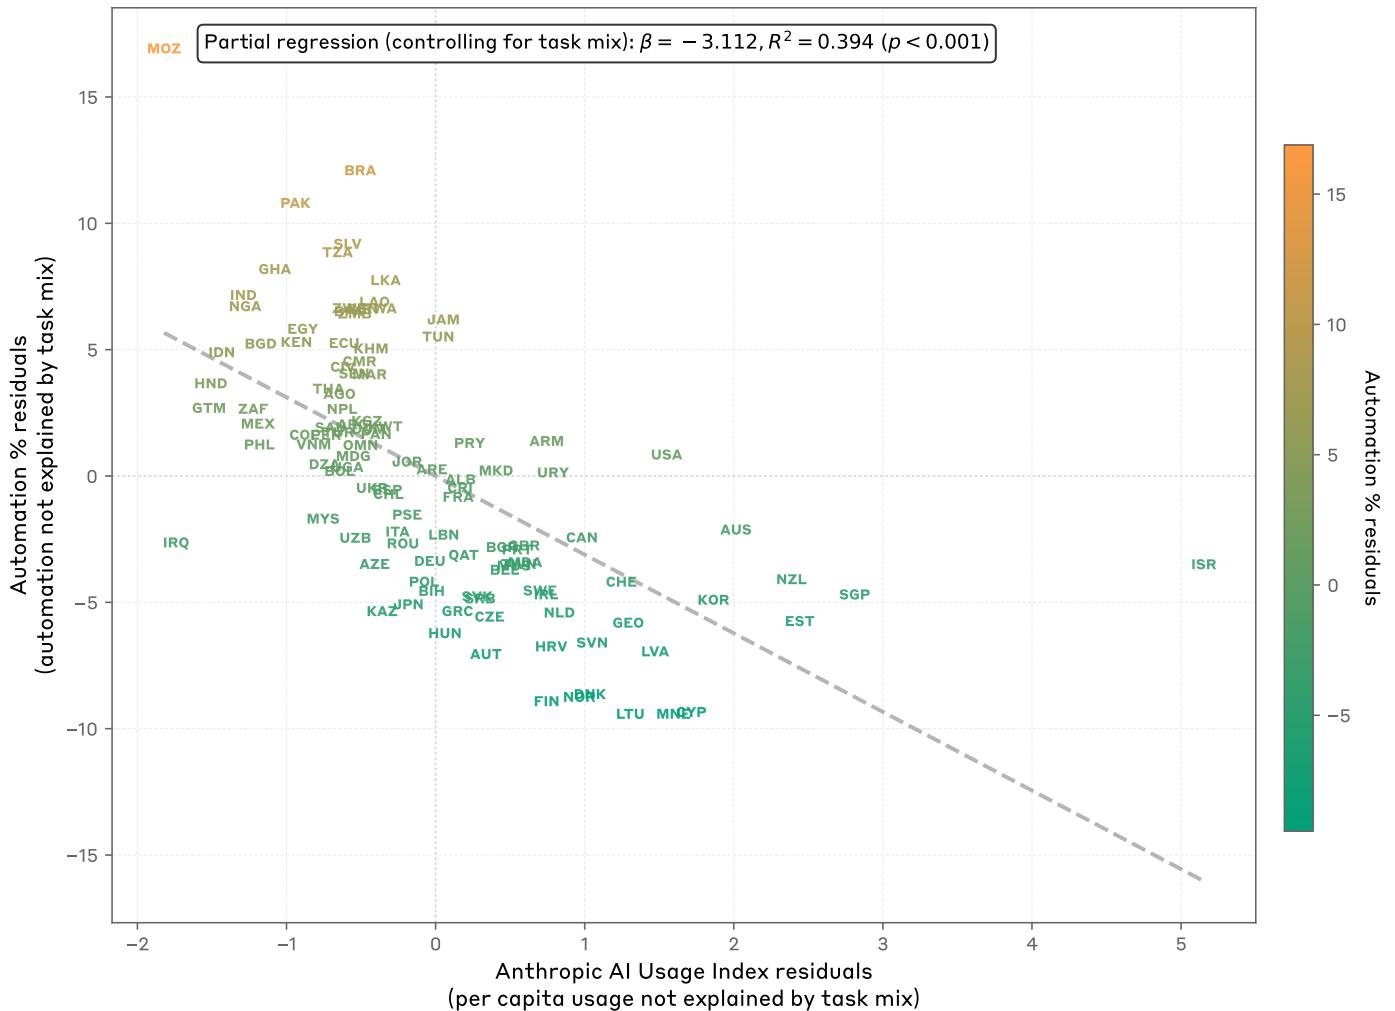 MOZ
Partial regression (controlling for task mix): β = −3.112, R² = 0.394 (p < 0.001)
15
BRA
PAK
10
SLV
TZA
GHA
LKA
IND
LAO
NGA
ZMB
JAM
EGY
TUN
BGD
KEN
ECU
KHM
5
IDN
CMR
CIV
SEN
MAR
HND
THA
AGO
GTM
ZAF
NPL
MEX
KGZ
PAN
PHL
VNM
OMN
PRY
ARM
USA
MDG
DZA
UGA
BOL
JOR
ARE
MKD
URY
0
ALB
CRI
FRA
UKR
ESP
CHL
MYS
PSE
ITA
ROU
UZB
LBN
IRQ
QAT
BGR
GBR
PRT
CAN
AUS
AZE
DEU
MDA
BEL
ISR
POL
BIH
CHE
NZL
SWE
IRL
SVK
SRB
KOR
SGP
−5
KAZ
JPN
GRC
CZE
NLD
GEO
EST
HUN
AUT
HRV
SVN
LVA
FIN
NOR
DNK
LTU
MNE
CYP
−10
−15
−2
−1
0
1
2
3
4
5
Anthropic AI Usage Index residuals
(per capita usage not explained by task mix)
Automation % residuals
(automation not explained by task mix)
15
10
5
0
−5
Automation % residuals